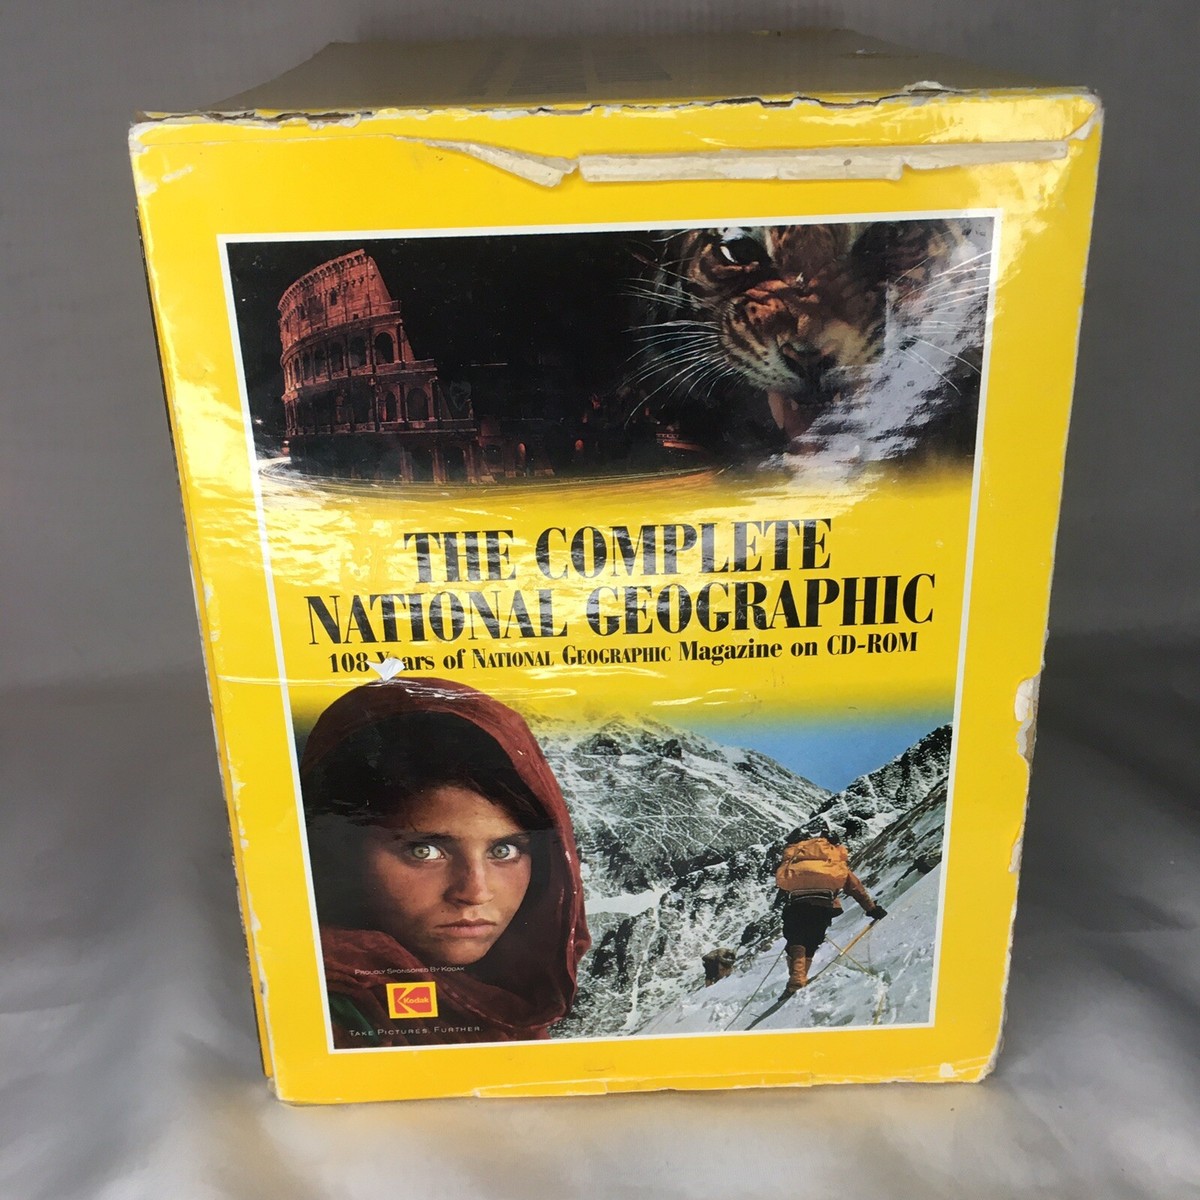 THE COMPLETE
NATIONAL GEOGRAPHIC
108 Years of NATIONAL GEOGRAPHIC Magazine on CD-ROM
PROUDLY SPONSORED BY KODAK
Kodak
TAKE PICTURES. FURTHER